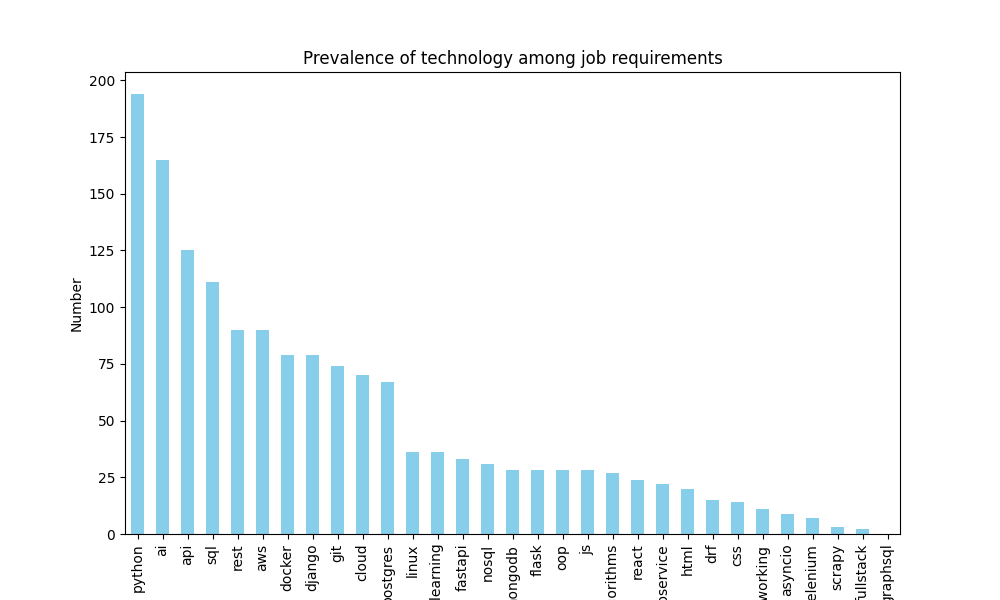 Prevalence of technology among job requirements
Number
200
175
150
125
100
75
50
25
0
python
ai
api
sql
rest
aws
docker
django
git
cloud
postgres
linux
learning
fastapi
nosql
ongodb
flask
oop
js
orithms
react
oservice
html
drf
css
working
asyncio
elenium
scrapy
fullstack
graphsql